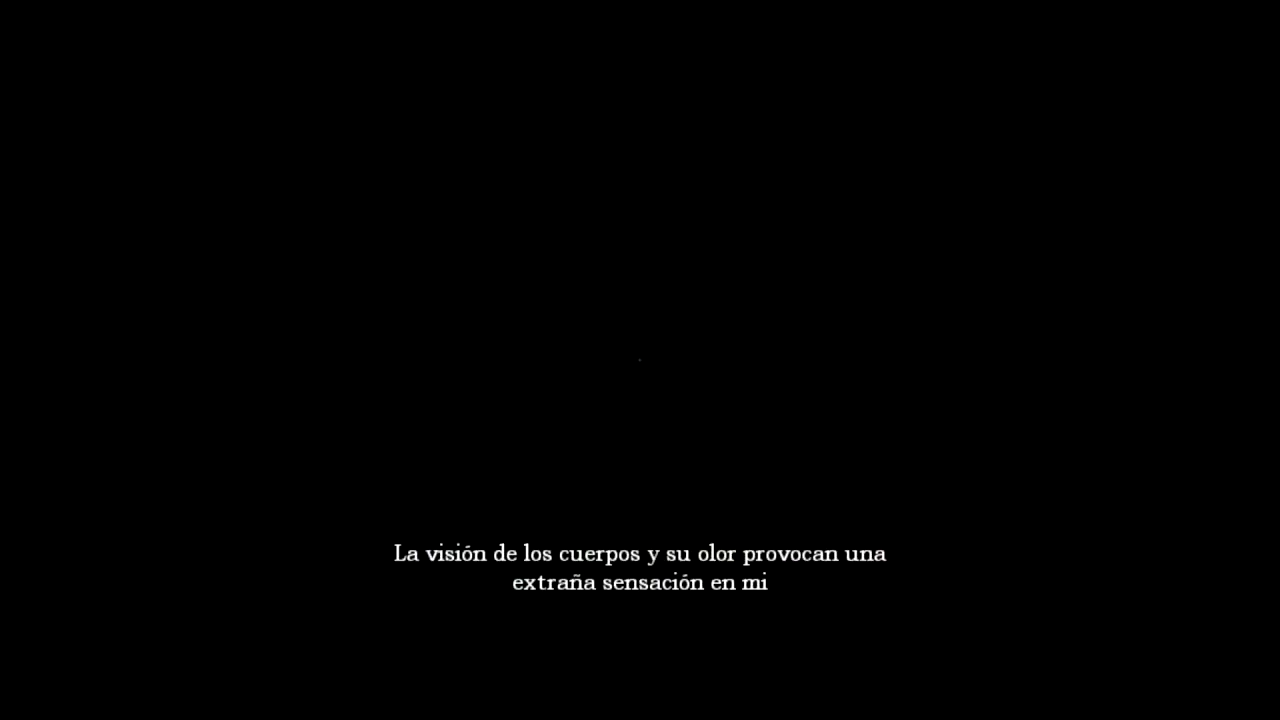 La visión de los cuerpos y su olor provocan una
extraña sensación en mi